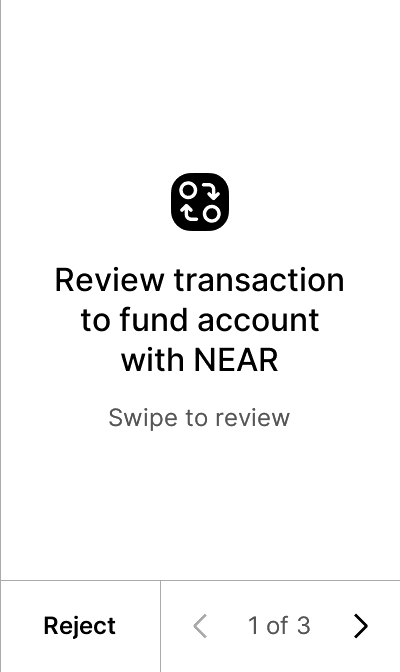 Review transaction
to fund account
with NEAR
Swipe to review
Reject
1 of 3